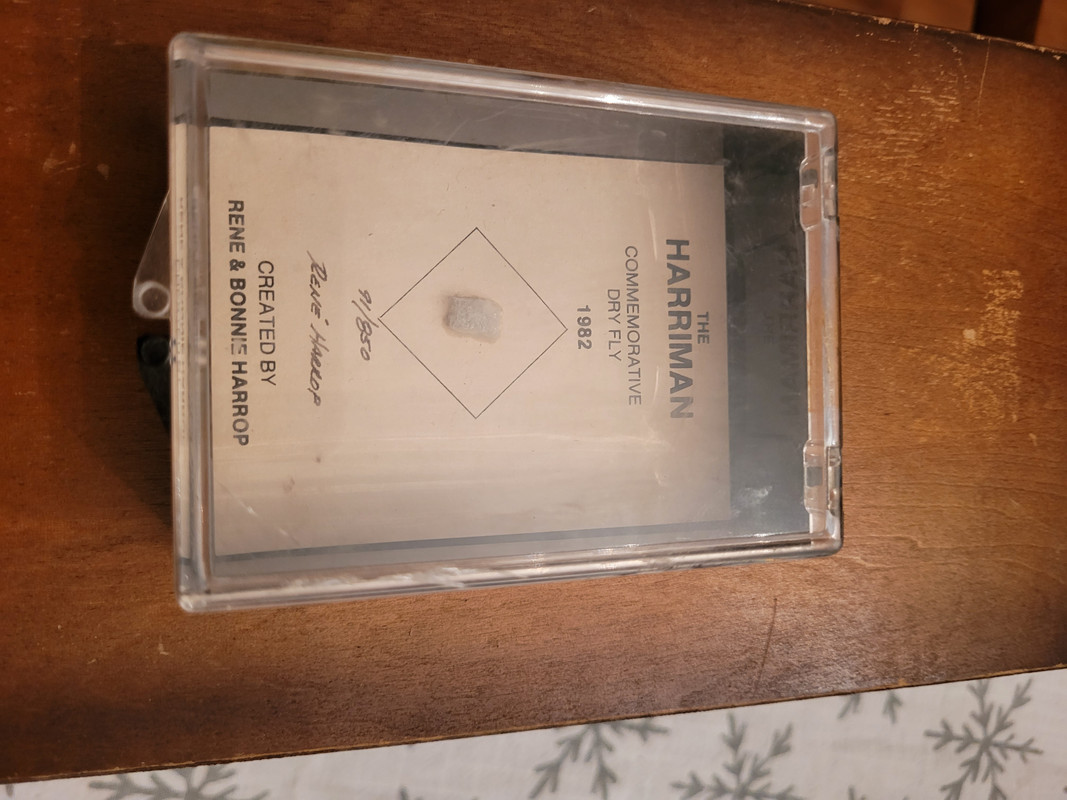 THE
HARRIMAN
COMMEMORATIVE
DRY FLY
1982
91/850
René Harrop
CREATED BY
RENE & BONNIE HARROP